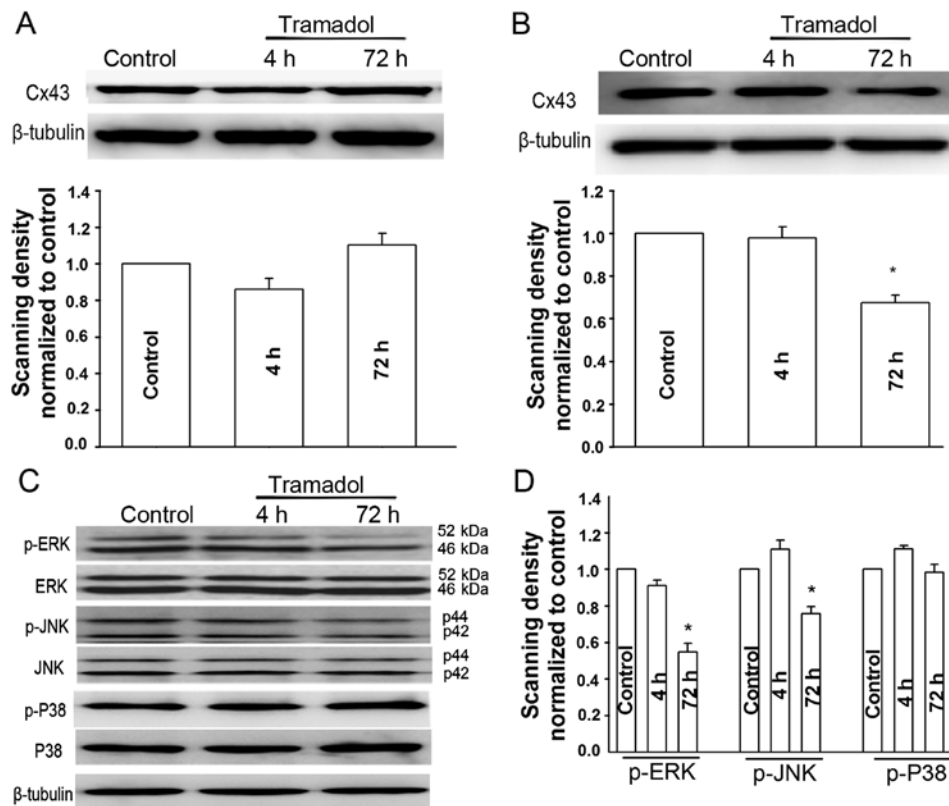 A
Tramadol
Control 4 h 72 h
Cx43
β-tubulin
Scanning density
normalized to control
1.4
1.2
1.0
0.8
0.6
0.4
0.2
0.0
Control
4 h
72 h
B
Tramadol
Control 4 h 72 h
Cx43
β-tubulin
Scanning density
normalized to control
1.2
1.0
0.8
0.6
0.4
0.2
0.0
Control
4 h
*
72 h
C
Tramadol
Control 4 h 72 h
p-ERK 52 kDa
46 kDa
ERK 52 kDa
46 kDa
p-JNK p44
p42
JNK p44
p42
p-P38
P38
β-tubulin
D
Scanning density
normalized to control
1.4
1.2
1.0
0.8
0.6
0.4
0.2
0.0
Control
4 h
*
72 h
Control
4 h
*
72 h
Control
4 h
72 h
p-ERK p-JNK p-P38